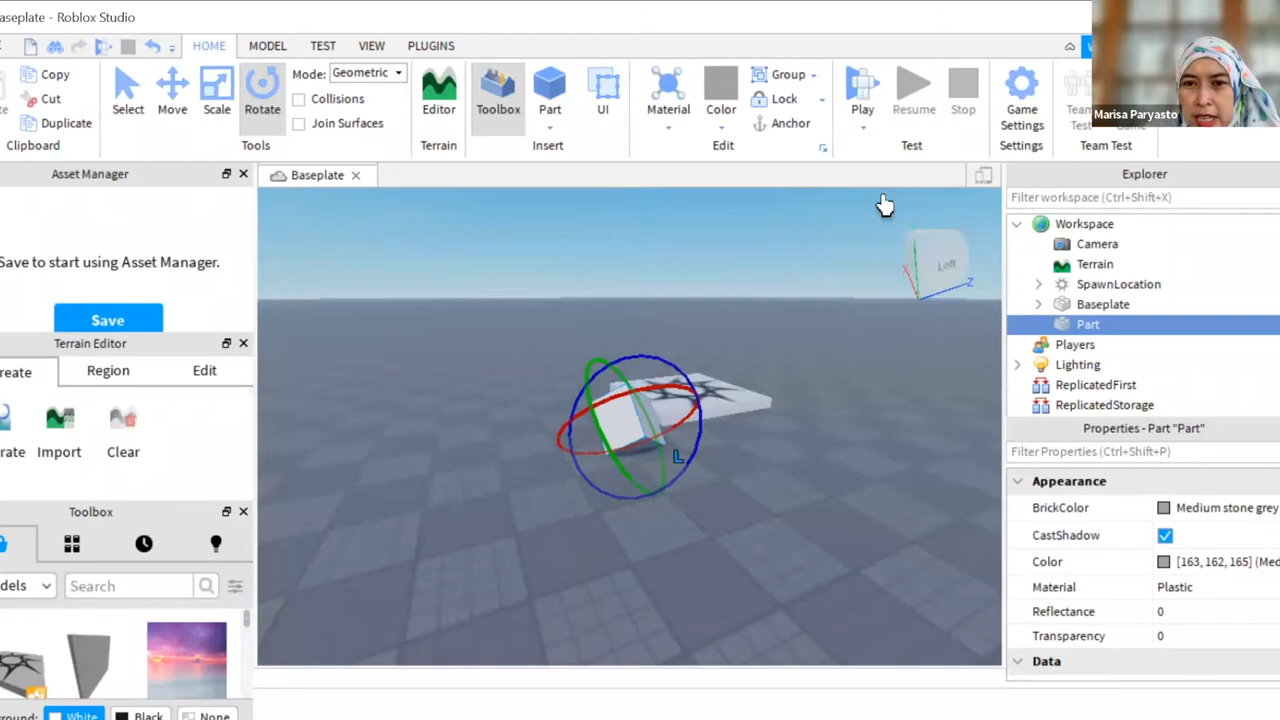 aseplate - Roblox Studio
HOME MODEL TEST VIEW PLUGINS
Copy
Cut
Duplicate
Clipboard
Select Move Scale Rotate
Mode: Geometric
Collisions
Join Surfaces
Tools
Editor
Terrain
Toolbox Part UI
Insert
Material Color
Group
Lock
Anchor
Edit
Play Resume Stop
Test
Game
Settings
Settings
Team
Test
Team Test
Marisa Paryasto
Asset Manager
Save to start using Asset Manager.
Save
Terrain Editor
reate Region Edit
rate Import Clear
Toolbox
dels Search
round: White Black None
Baseplate
Left
X
Z
L
Explorer
Filter workspace (Ctrl+Shift+X)
Workspace
Camera
Terrain
SpawnLocation
Baseplate
Part
Players
Lighting
ReplicatedFirst
ReplicatedStorage
Properties - Part "Part"
Filter Properties (Ctrl+Shift+P)
Appearance
BrickColor Medium stone grey
CastShadow
Color [163, 162, 165] (Med
Material Plastic
Reflectance 0
Transparency 0
Data